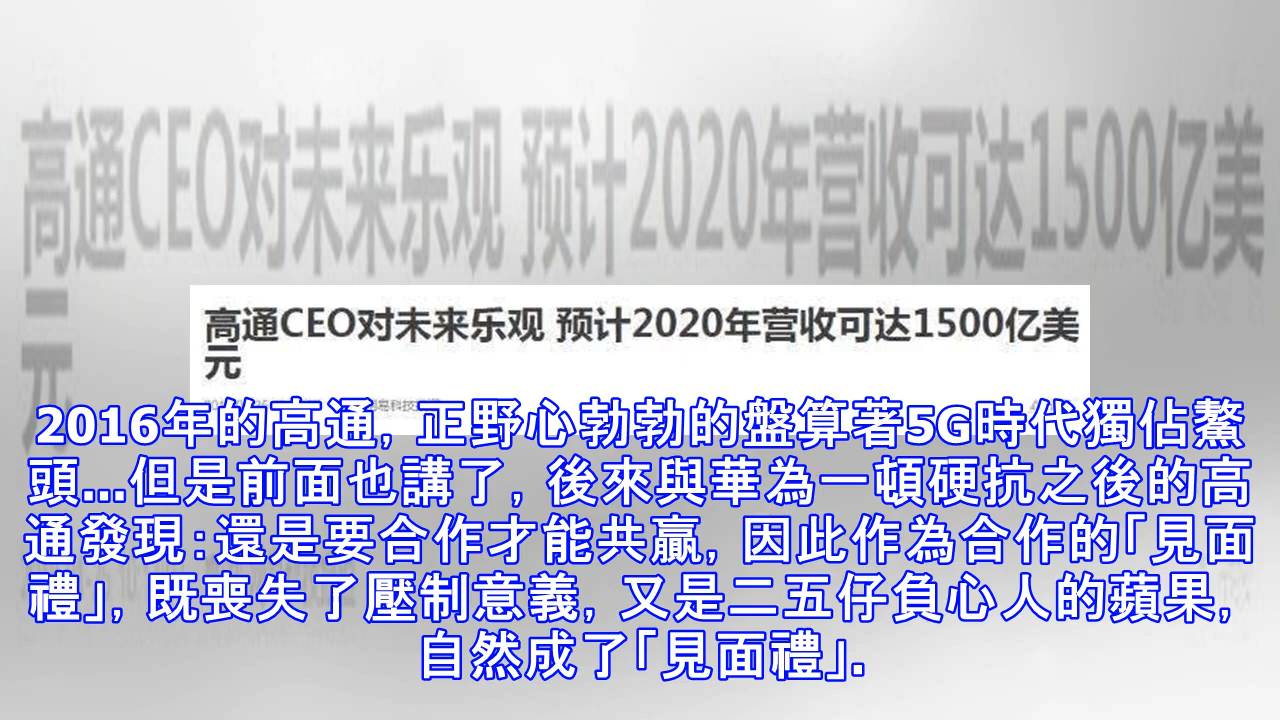 高通CEO对未来乐观 预计2020年营收可达1500亿美
元
高通CEO对未来乐观 预计2020年营收可达1500亿美
元
2016年的高通, 正野心勃勃的盤算著5G時代獨佔鰲
頭...但是前面也講了, 後來與華為一頓硬抗之後的高
通發現:還是要合作才能共贏, 因此作為合作的「見面
禮」, 既喪失了壓制意義, 又是二五仔負心人的蘋果,
自然成了「見面禮」.